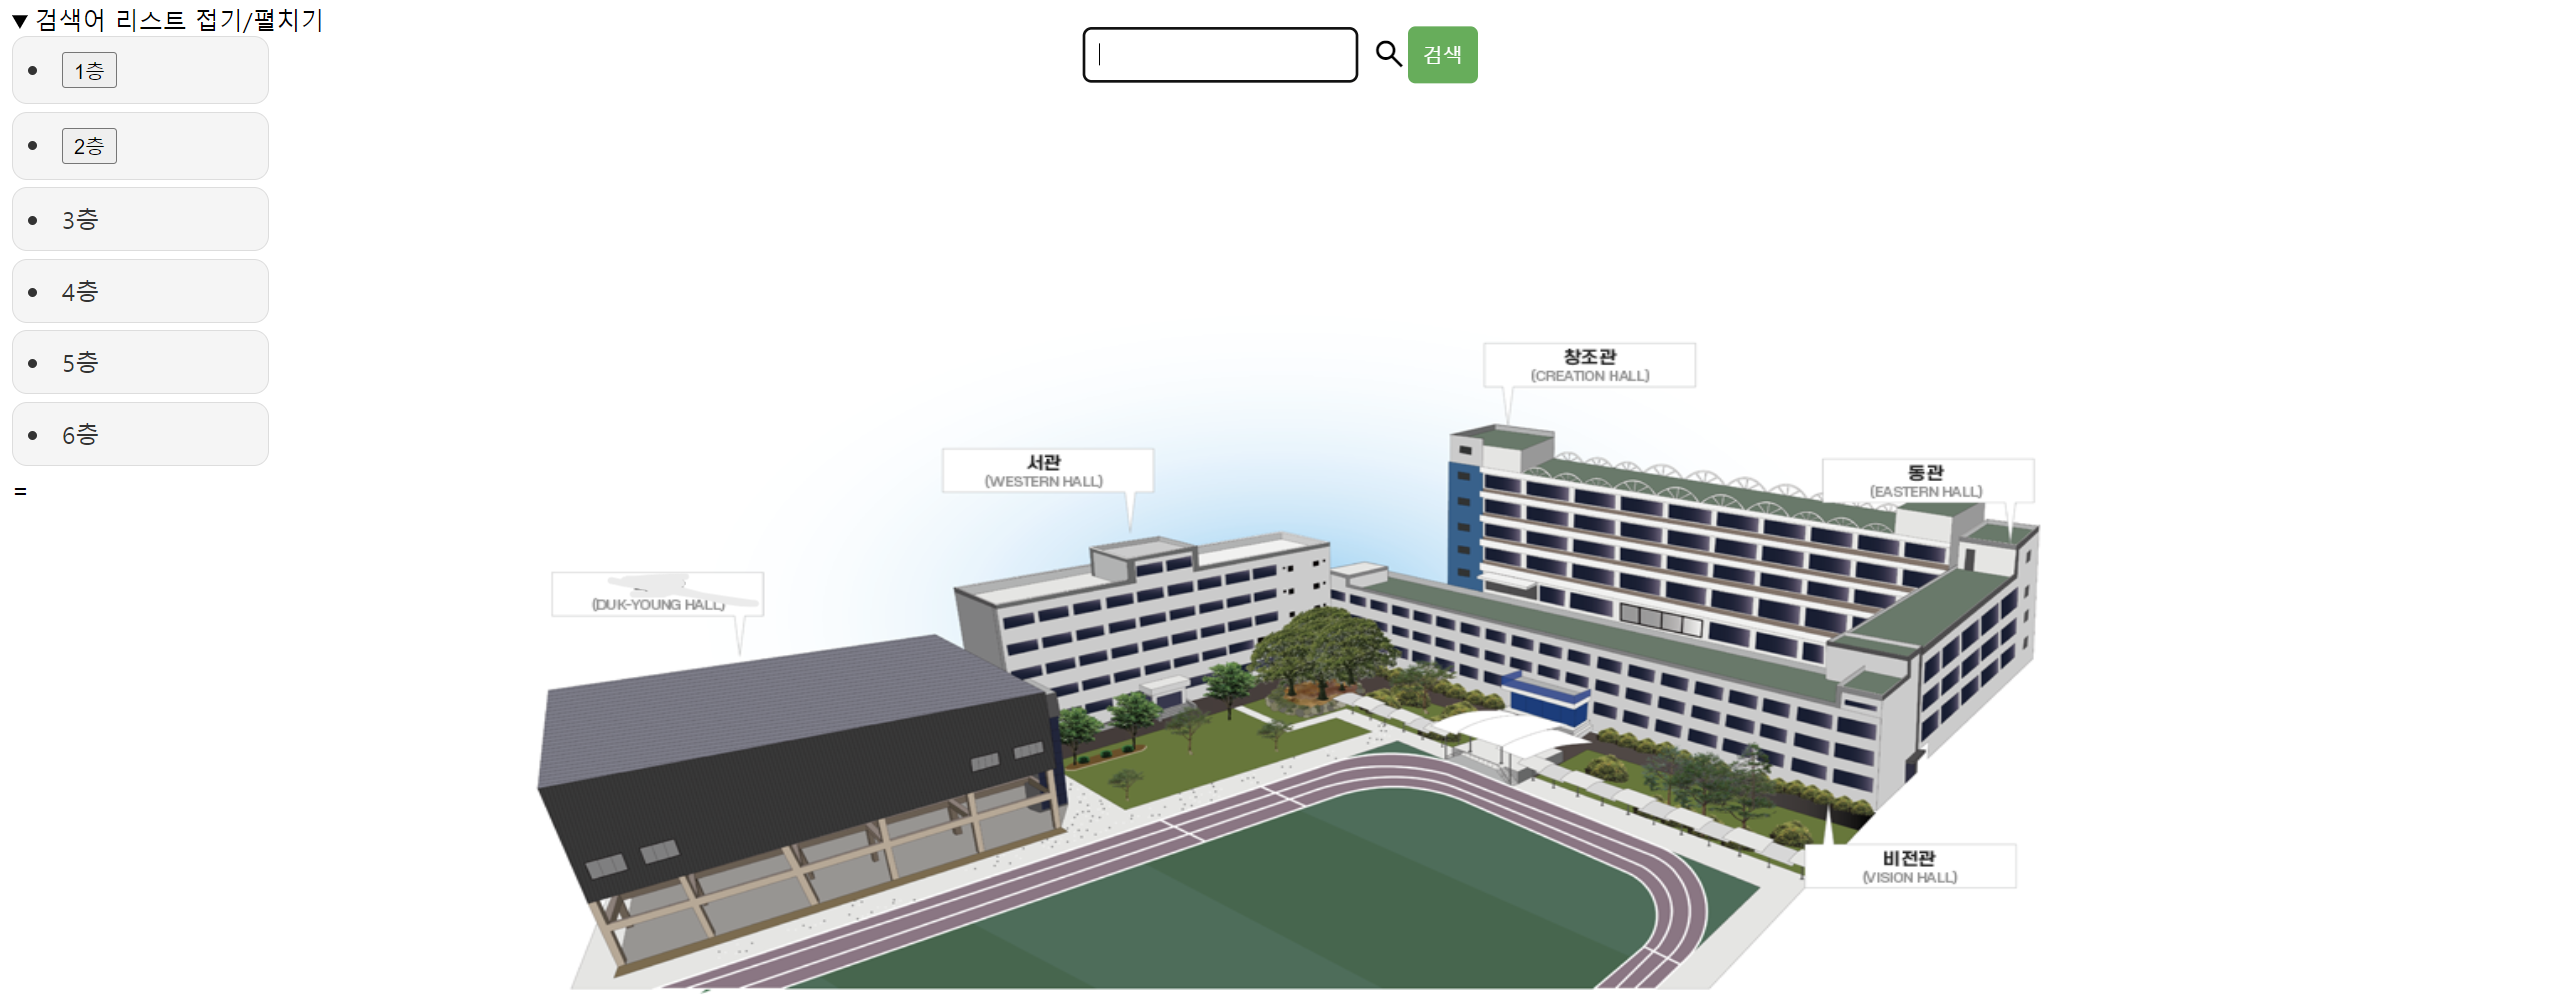 ▼ 검색어 리스트 접기/펼치기
검색
• 1층
• 2층
• 3층
• 4층
• 5층
• 6층
=
창조관
(CREATION HALL)
서관
(WESTERN HALL)
동관
(EASTERN HALL)
(DUK-YOUNG HALL)
비전관
(VISION HALL)